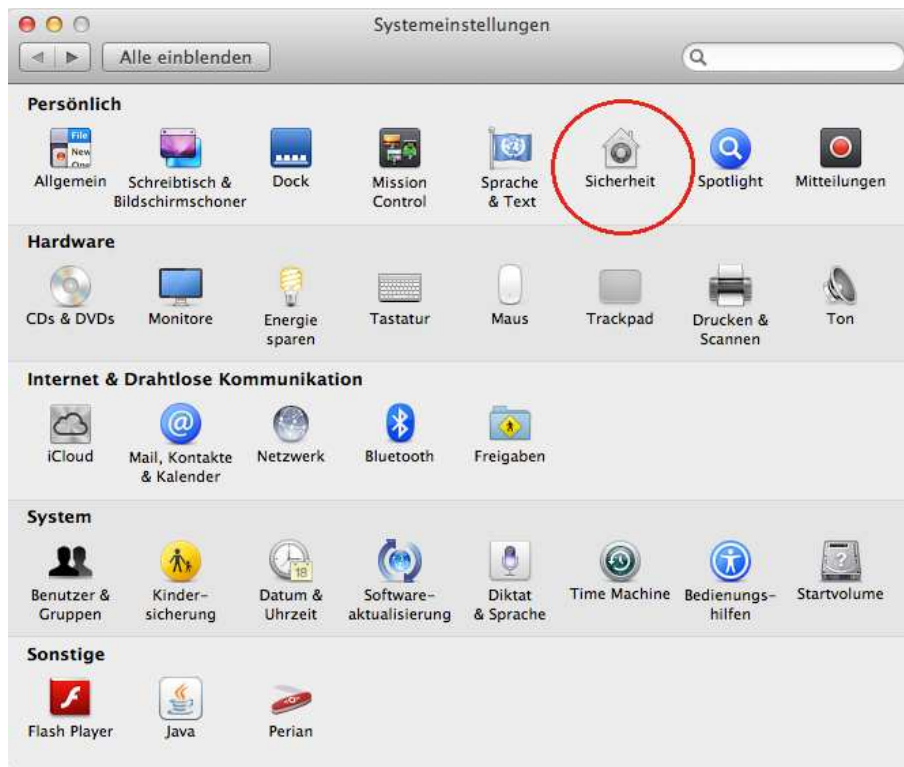 Systemeinstellungen
Alle einblenden
Persönlich
File
New
One
Allgemein
Schreibtisch &
Bildschirmschoner
Dock
Mission
Control
Sprache
& Text
Sicherheit
Spotlight
Mitteilungen
Hardware
CDs & DVDs
Monitore
Energie
sparen
Tastatur
Maus
Trackpad
Drucken &
Scannen
Ton
Internet & Drahtlose Kommunikation
iCloud
@
Mail, Kontakte
& Kalender
Netzwerk
Bluetooth
Freigaben
System
Benutzer &
Gruppen
Kinder-
sicherung
18
Datum &
Uhrzeit
Software-
aktualisierung
Diktat
& Sprache
Time Machine
Bedienungs-
hilfen
?
Startvolume
Sonstige
Flash Player
Java
Perian